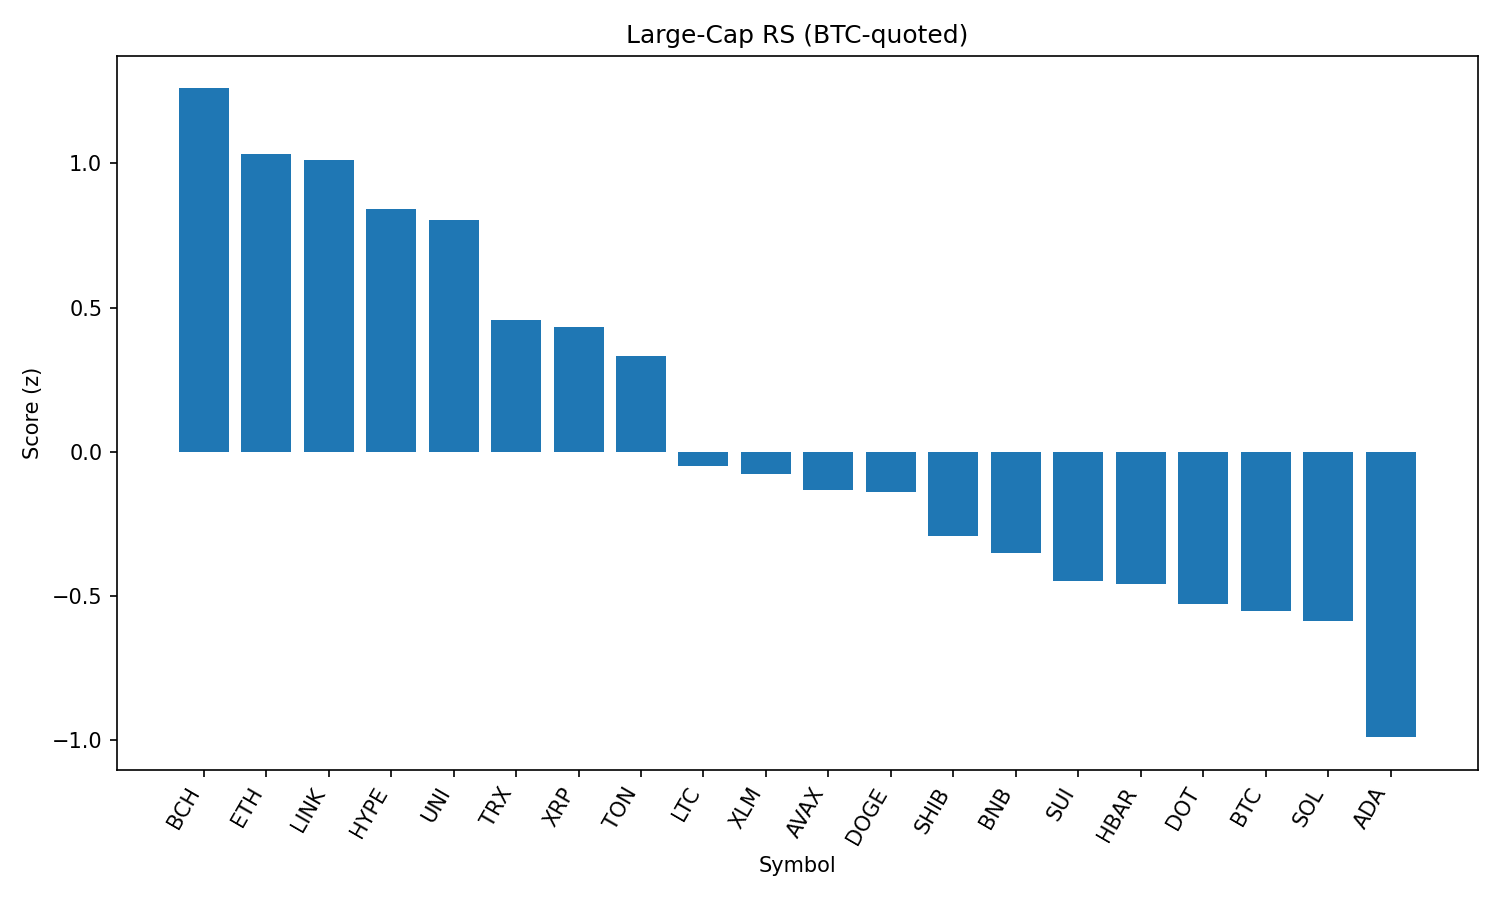 Large-Cap RS (BTC-quoted)
Score (z)
1.0
0.5
0.0
−0.5
−1.0
BCH
ETH
LINK
HYPE
UNI
TRX
XRP
TON
LTC
XLM
AVAX
DOGE
SHIB
BNB
SUI
HBAR
DOT
BTC
SOL
ADA
Symbol